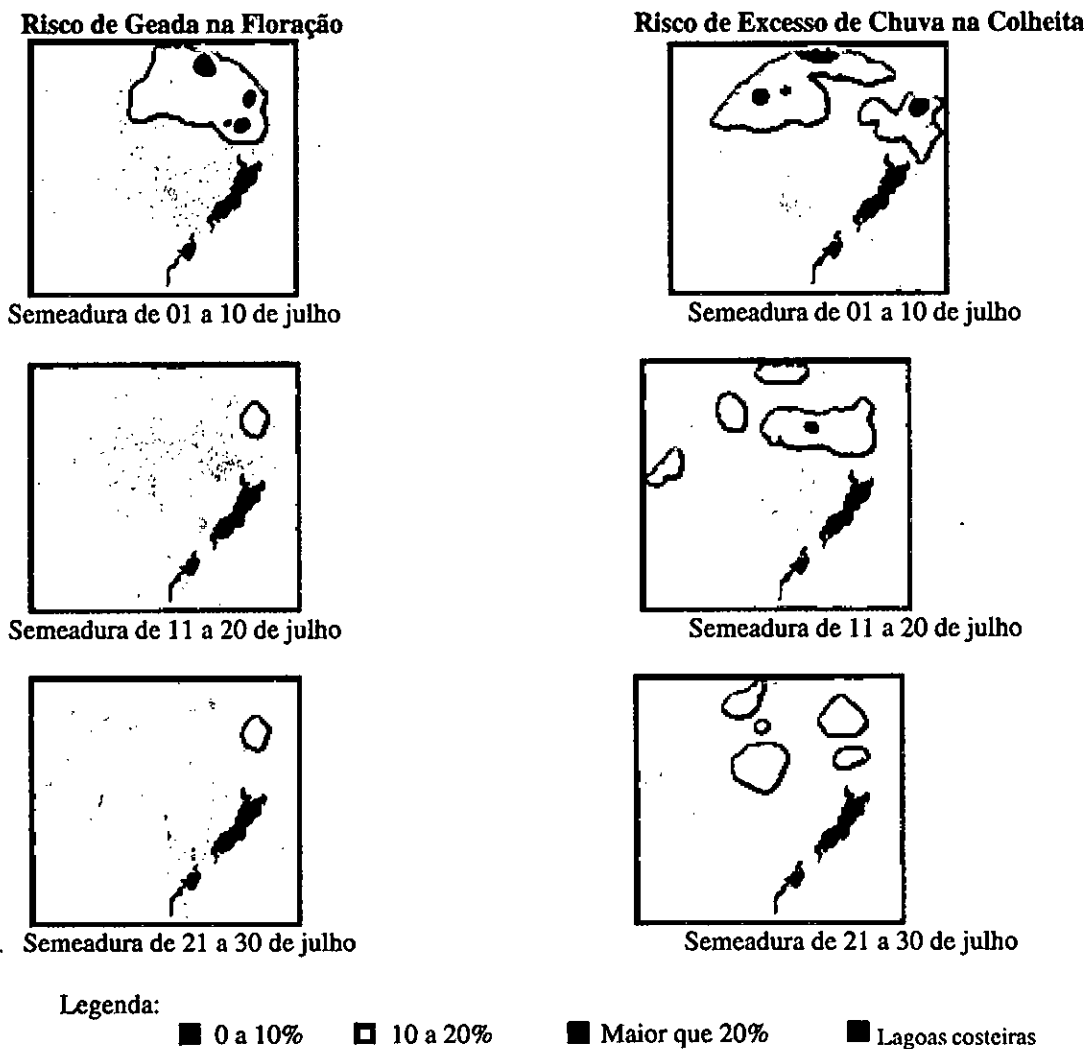 Risco de Geada na Floração
Risco de Excesso de Chuva na Colheita
Semeadura de 01 a 10 de julho
Semeadura de 01 a 10 de julho
Semeadura de 11 a 20 de julho
Semeadura de 11 a 20 de julho
Semeadura de 21 a 30 de julho
Semeadura de 21 a 30 de julho
Legenda:
0 a 10% 10 a 20% Maior que 20% Lagoas costeiras